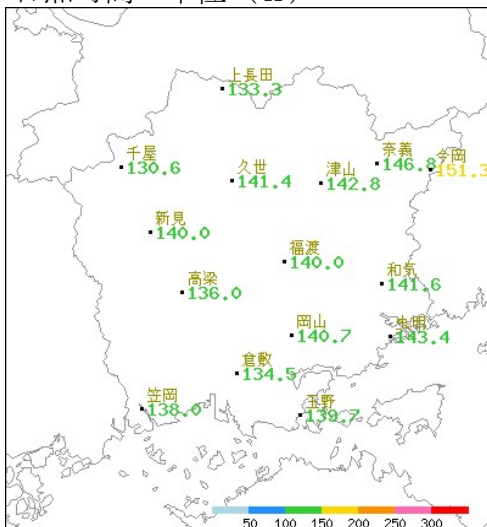 上長田
133.3
千屋
130.6
久世
141.4
津山
142.8
奈義
146.8
今岡
151.3
新見
140.0
福渡
140.0
高梁
136.0
和気
141.6
岡山
140.7
虫明
143.4
倉敷
134.5
笠岡
138.0
玉野
139.7
50 100 150 200 250 300